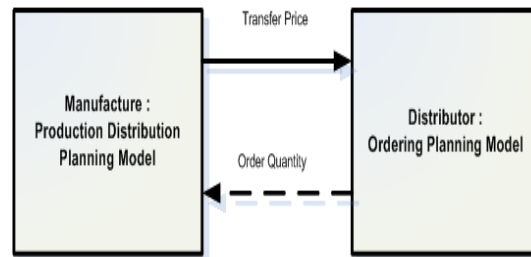 Transfer Price
Manufacture :
Production Distribution
Planning Model
Distributor :
Ordering Planning Model
Order Quantity